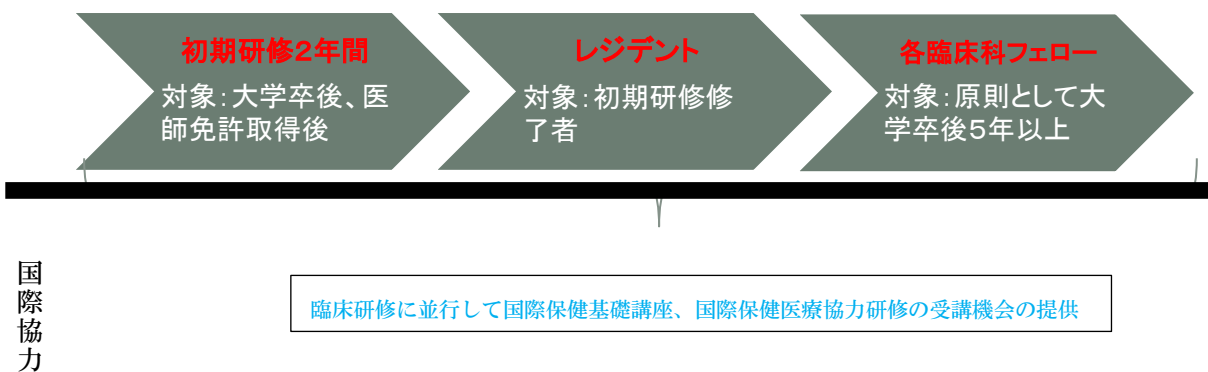 初期研修2年間
対象:大学卒後、医
師免許取得後
レジデント
対象:初期研修修
了者
各臨床科フェロー
対象:原則として大
学卒後5年以上
国際協力
臨床研修に並行して国際保健基礎講座、国際保健医療協力研修の受講機会の提供